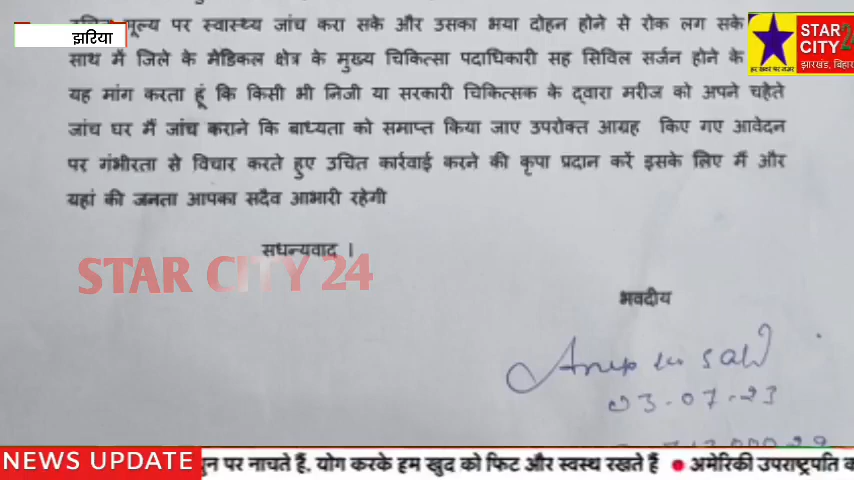 झरिया
STAR CITY 24
झारखंड, बिहार
मूल्य पर स्वास्थ्य जांच करा सके और उसका भया दोहन होने से रोक लग सके
साथ में जिले के मेडिकल क्षेत्र के मुख्य चिकित्सा पदाधिकारी सह सिविल सर्जन होने के
यह मांग करता हूं कि किसी भी निजी या सरकारी चिकित्सक के द्वारा मरीज को अपने चहेते
जांच घर में जांच कराने कि बाध्यता को समाप्त किया जाए उपरोक्त आग्रह किए गए आवेदन
पर गंभीरता से विचार करते हुए उचित कार्रवाई करने की कृपा प्रदान करें इसके लिए मैं और
यहां की जनता आपका सदैव आभारी रहेगी
सधन्यवाद ।
STAR CITY 24
भवदीय
03-07-23
NEWS UPDATE
पर नाचते हैं, योग करके हम खुद को फिट और स्वस्थ रखते हैं ● अमेरिकी उपराष्ट्रपति